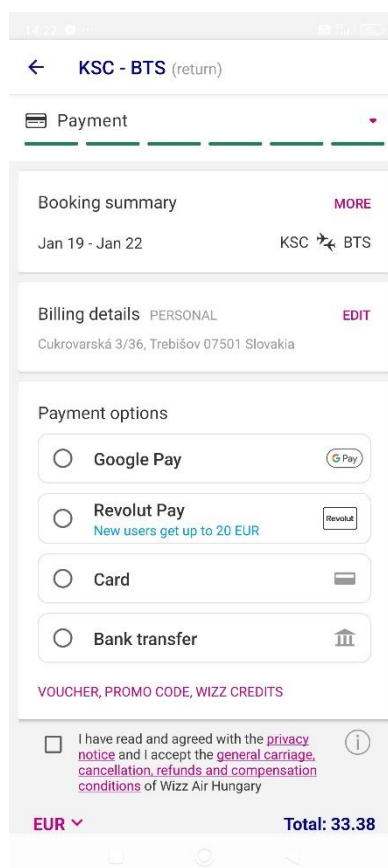 14:22
KSC - BTS (return)
Payment
Booking summary MORE
Jan 19 - Jan 22 KSC BTS
Billing details PERSONAL EDIT
Cukrovarská 3/36, Trebišov 07501 Slovakia
Payment options
Google Pay G Pay
Revolut Pay Revolut
New users get up to 20 EUR
Card
Bank transfer
VOUCHER, PROMO CODE, WIZZ CREDITS
I have read and agreed with the privacy
notice and I accept the general carriage,
cancellation, refunds and compensation
conditions of Wizz Air Hungary
EUR Total: 33.38